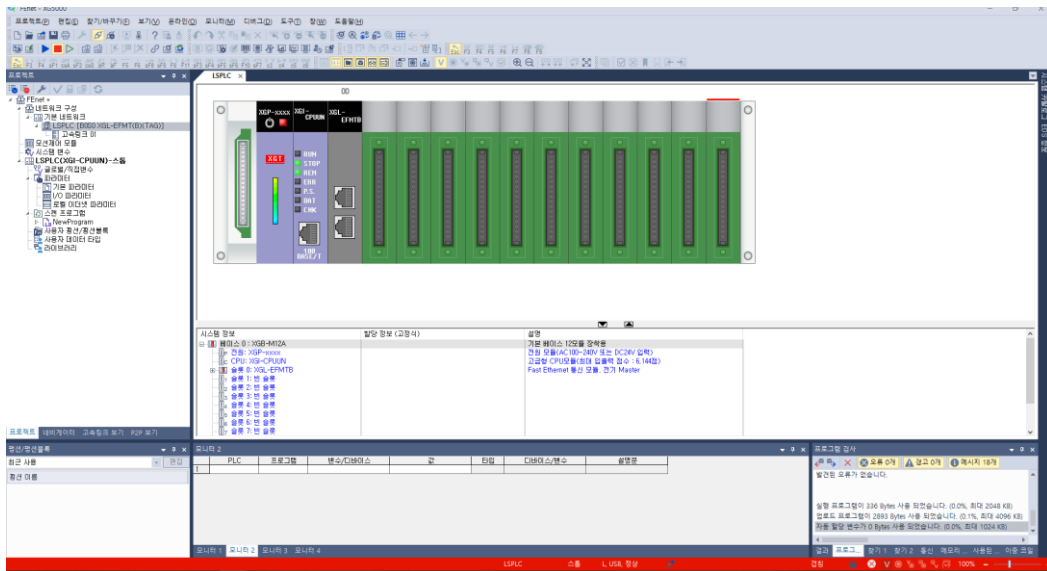 FEnet - XG5000
프로젝트(P) 편집(E) 찾기/바꾸기(F) 보기(V) 온라인(O) 모니터(M) 디버그(D) 도구(T) 창(W) 도움말(H)
프로젝트
FEnet *
네트워크 구성
기본 네트워크
LSPLC [B0S0 XGL-EFMT(B)(TAG)]
고속링크 01
모션제어 모듈
시스템 변수
LSPLC(XGI-CPUUN)-스톱
글로벌/직접변수
파라미터
기본 파라미터
I/O 파라미터
로컬 이더넷 파라미터
스캔 프로그램
NewProgram
사용자 펑션/펑션블록
사용자 데이터 타입
라이브러리
프로젝트 네비게이터 고속링크 보기 P2P 보기
LSPLC ×
00
XGP-xxxx XGI-CPUUN XGL-EFMTB
XGT
RUN
STOP
REM
ERR
P.S.
BAT
CHK
100
BASE/T
시스템 정보 할당 정보 (고정식) 설명
베이스 0 : XGB-M12A 기본 베이스 12모듈 장착용
전원: XGP-xxxx 전원 모듈(AC100~240V 또는 DC24V 입력)
CPU: XGI-CPUUN 고급형 CPU모듈(최대 입출력 점수 : 6,144점)
슬롯 0: XGL-EFMTB Fast Ethernet 통신 모듈, 전기 Master
슬롯 1: 빈 슬롯
슬롯 2: 빈 슬롯
슬롯 3: 빈 슬롯
슬롯 4: 빈 슬롯
슬롯 5: 빈 슬롯
슬롯 6: 빈 슬롯
슬롯 7: 빈 슬롯
펑션/펑션블록
최근 사용 편집
펑션 이름
모니터 2
PLC 프로그램 변수/디바이스 값 타입 디바이스/변수 설명문
1
모니터 1 모니터 2 모니터 3 모니터 4
프로그램 검사
오류 0개 경고 0개 메시지 18개
발견된 오류가 없습니다.
실행 프로그램이 336 Bytes 사용 되었습니다. (0.0%, 최대 2048 KB)
업로드 프로그램이 2893 Bytes 사용 되었습니다. (0.1%, 최대 4096 KB)
자동 할당 변수가 0 Bytes 사용 되었습니다. (0.0%, 최대 1024 KB)
결과 프로그... 찾기 1 찾기 2 통신 메모리 ... 사용된 ... 이중 코일
LSPLC 스톱 L, USB, 정상 겹침 100%